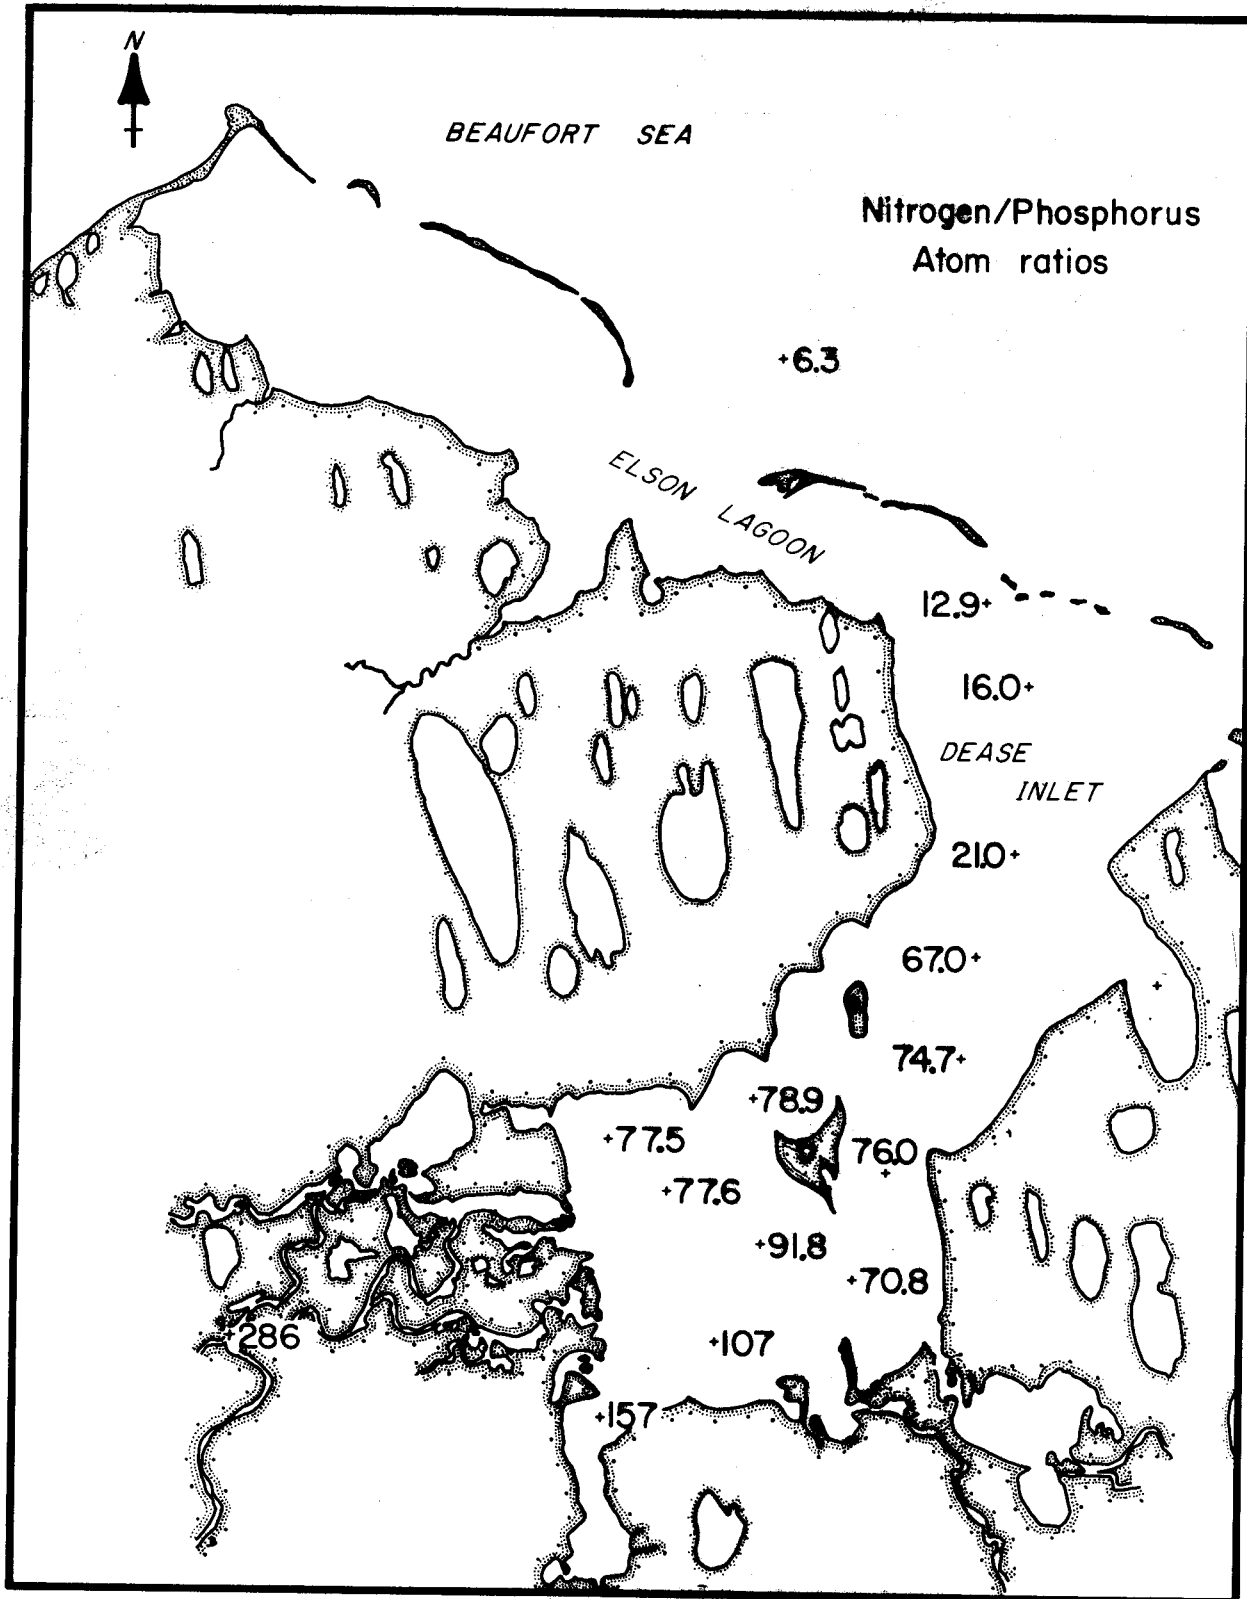 N
BEAUFORT SEA
Nitrogen/Phosphorus
Atom ratios
+6.3
ELSON LAGOON
12.9+
16.0+
DEASE
INLET
21.0+
67.0+
74.7+
+78.9
+77.5
76.0
+
+77.6
+91.8
+70.8
+286
+107
+157